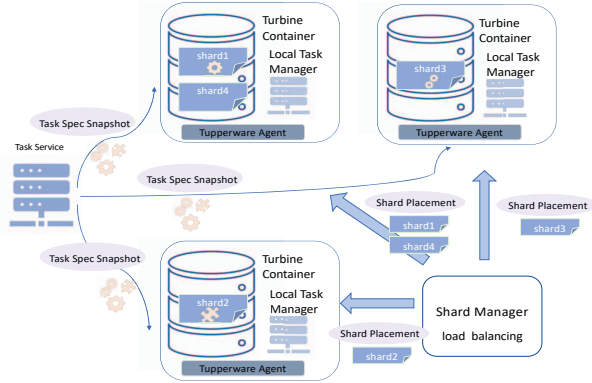 Turbine
Container
shard1
Local Task
Manager
shard4
Tupperware Agent
Turbine
Container
Local Task
Manager
shard3
Tupperware Agent
Task Spec Snapshot
Task Service
Task Spec Snapshot
Shard Placement
shard1
shard4
Shard Placement
shard3
Task Spec Snapshot
Turbine
Container
Local Task
Manager
shard2
Tupperware Agent
Shard Placement
shard2
Shard Manager
load balancing